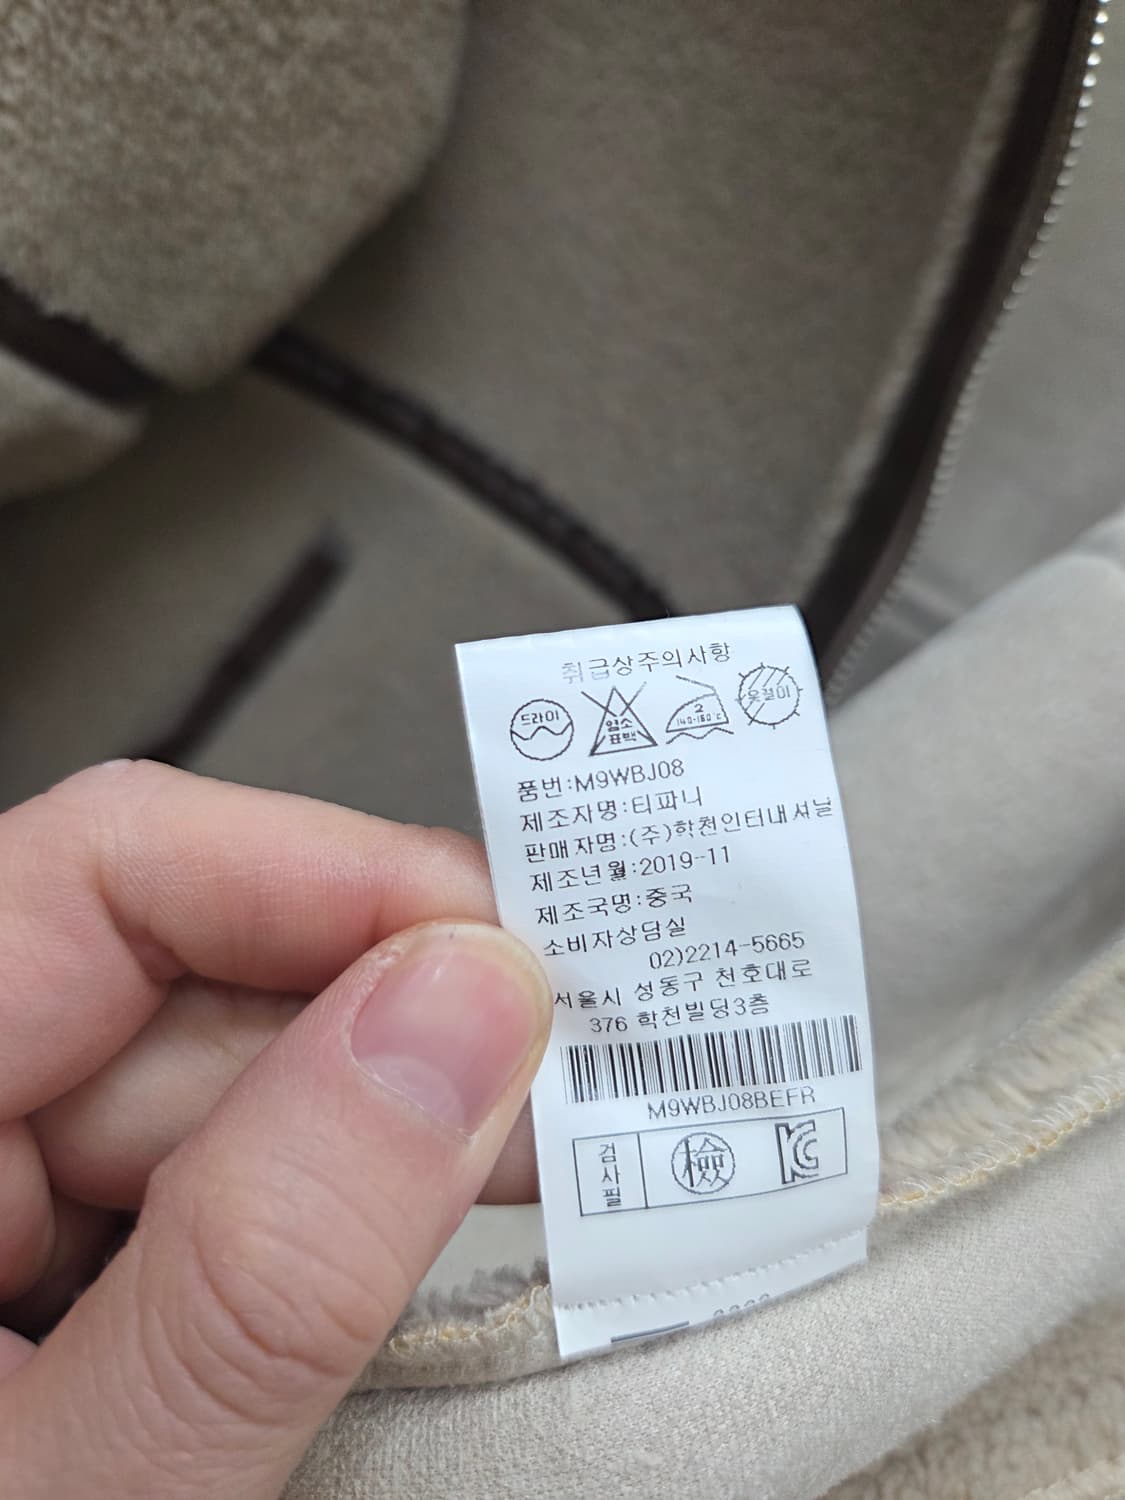 취급상주의사항
드라이 염소 2 옷걸이
표백 140-160℃
품번:M9WBJ08
제조자명:티파니
판매자명:(주)학천인터내셔널
제조년월:2019-11
제조국명:중국
소비자상담실
02)2214-5665
서울시 성동구 천호대로
376 학천빌딩3층
M9WBJ08BEFR
검사필 檢 KC